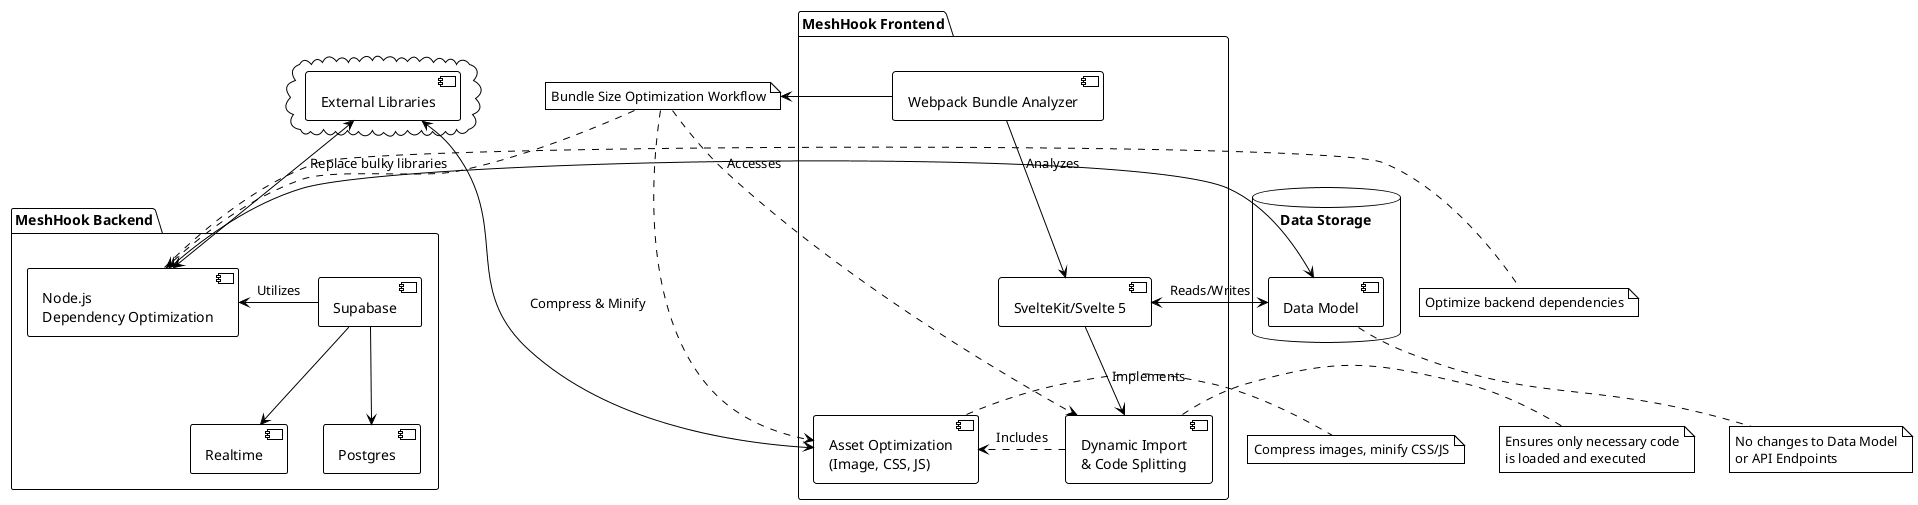 MeshHook Frontend
External Libraries
Bundle Size Optimization Workflow
Webpack Bundle Analyzer
Replace bulky libraries
Accesses
Analyzes
MeshHook Backend
Data Storage
Node.js
Dependency Optimization
Utilizes
Supabase
Compress & Minify
SvelteKit/Svelte 5
Reads/Writes
Data Model
Optimize backend dependencies
Implements
Realtime
Postgres
Asset Optimization
(Image, CSS, JS)
Includes
Dynamic Import
& Code Splitting
Compress images, minify CSS/JS
Ensures only necessary code
is loaded and executed
No changes to Data Model
or API Endpoints